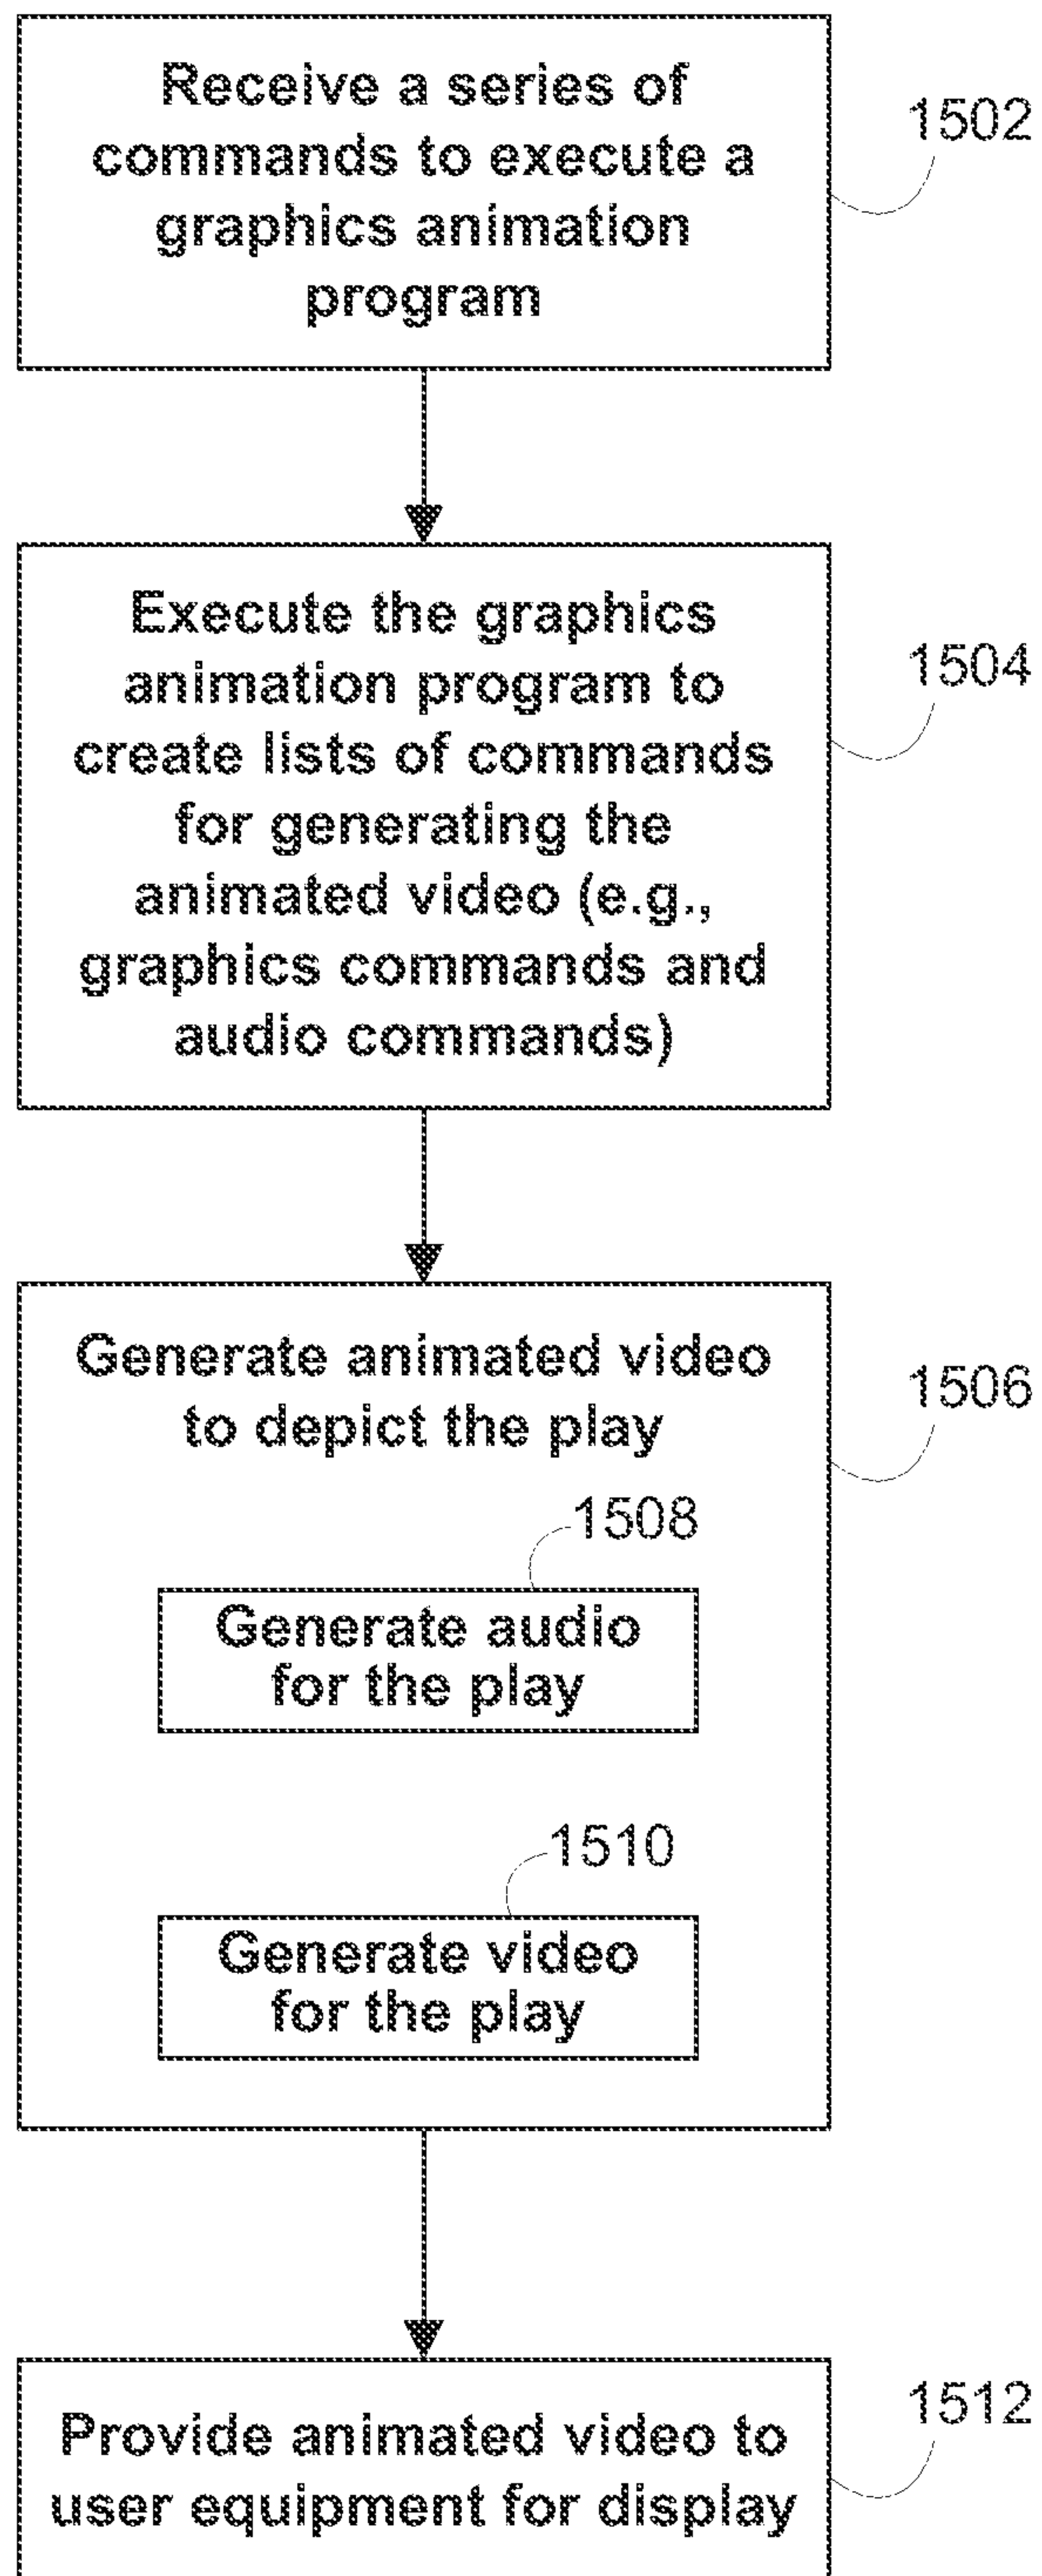 Receive a series of
commands to execute a
graphics animation
program
1502
Execute the graphics
animation program to
create lists of commands
for generating the
animated video (e.g.,
graphics commands and
audio commands)
1504
Generate animated video
to depict the play
1506
1508
Generate audio
for the play
1510
Generate video
for the play
Provide animated video to
user equipment for display
1512